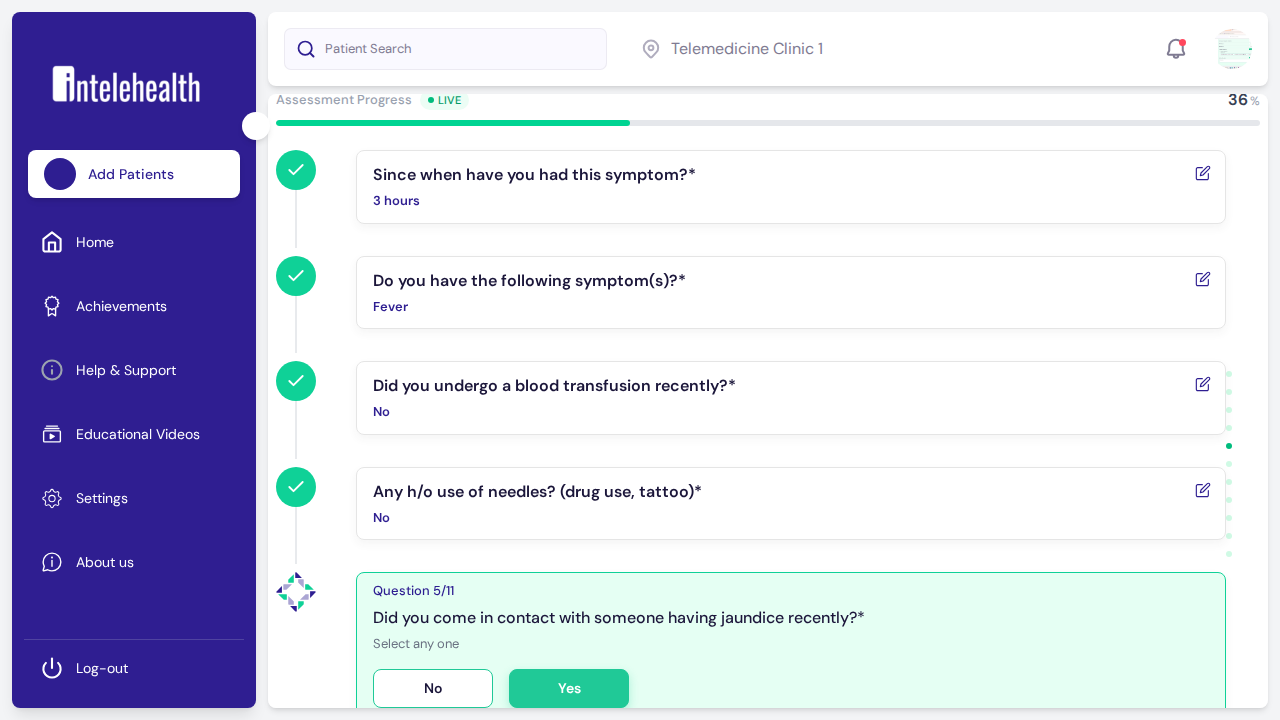 intelehealth
Add Patients
Home
Achievements
Help & Support
Educational Videos
Settings
About us
Log-out
Patient Search
Telemedicine Clinic 1
Assessment Progress
LIVE
36 %
Since when have you had this symptom?*
3 hours
Do you have the following symptom(s)?*
Fever
Did you undergo a blood transfusion recently?*
No
Any h/o use of needles? (drug use, tattoo)*
No
Question 5/11
Did you come in contact with someone having jaundice recently?*
Select any one
No
Yes